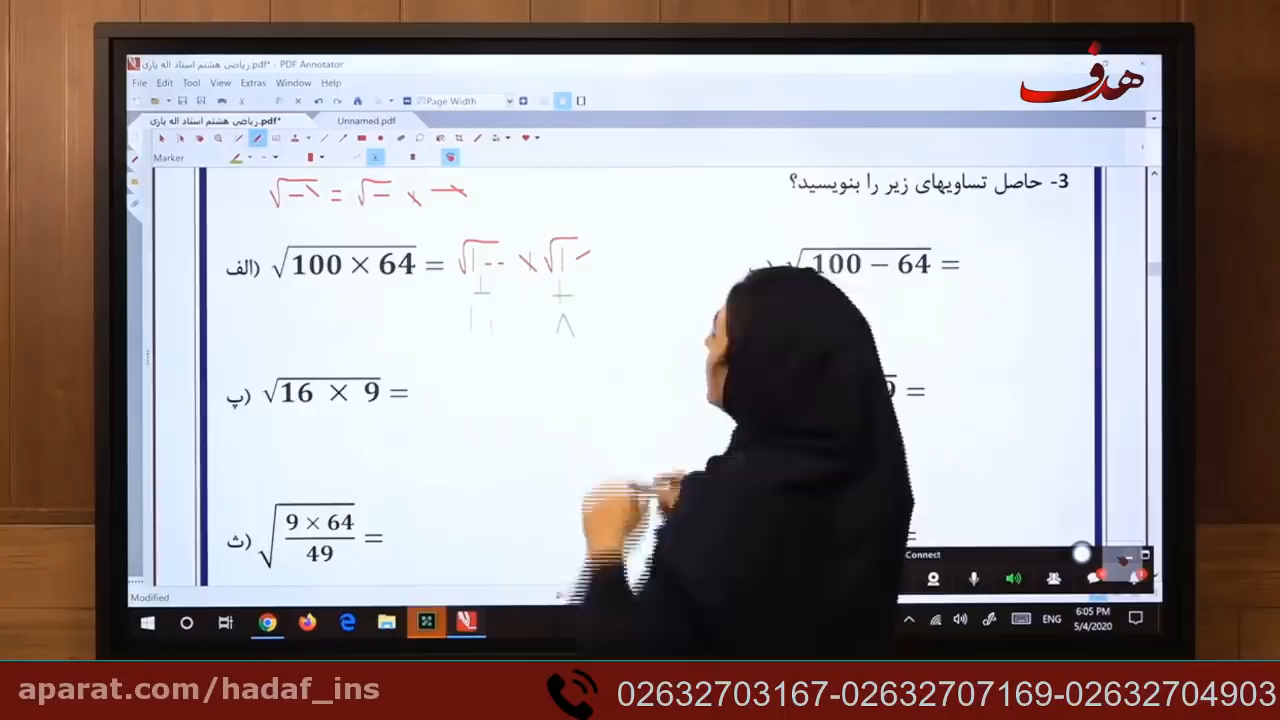 هدف
ریاضی هشتم استاد اله یاری.pdf* - PDF Annotator
File Edit Tool View Extras Window Help
Page Width
ریاضی هشتم استاد اله یاری.pdf* Unnamed.pdf
Marker
3- حاصل تساویهای زیر را بنویسید؟
الف) √100 × 64 =
√100 − 64 =
۸
پ) √16 × 9 =
9 =
ث) √9 × 64 / 49 =
=
Connect
Modified
ENG
6:05 PM
5/4/2020
aparat.com/hadaf_ins
02632703167-02632707169-02632704903